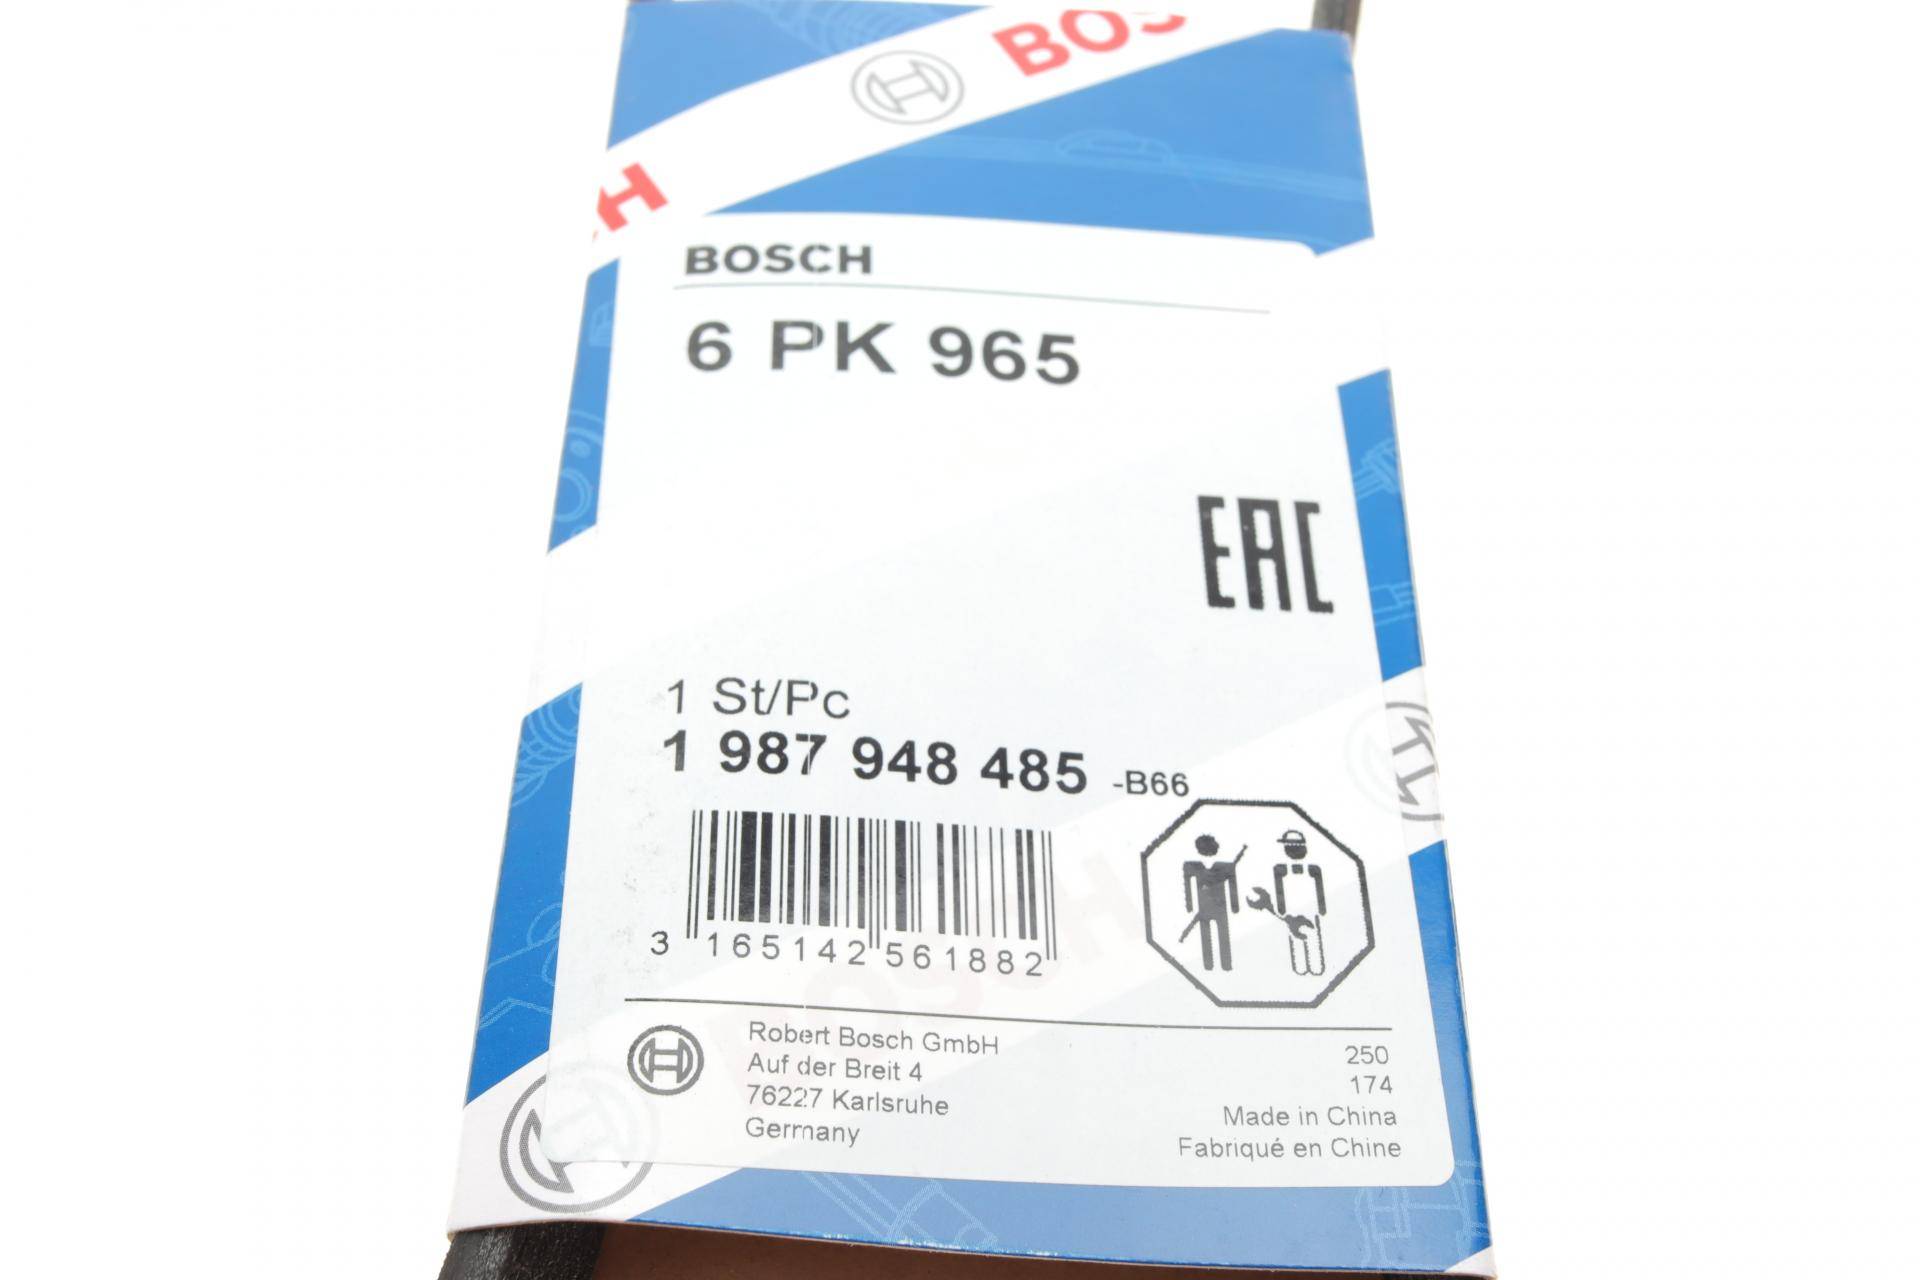 BOSCH
H
BOSCH
6 PK 965
EAC
1 St/Pc
1 987 948 485 -B66
3 165142 561882
Robert Bosch GmbH
Auf der Breit 4
76227 Karlsruhe
Germany
250
174
Made in China
Fabriqué en Chine